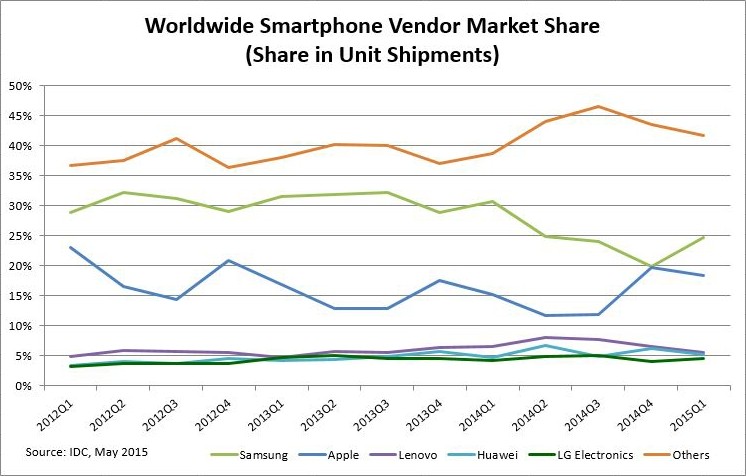 Worldwide Smartphone Vendor Market Share
(Share in Unit Shipments)
50%
45%
40%
35%
30%
25%
20%
15%
10%
5%
0%
2012Q1 2012Q2 2012Q3 2012Q4 2013Q1 2013Q2 2013Q3 2013Q4 2014Q1 2014Q2 2014Q3 2014Q4 2015Q1
Source: IDC, May 2015 Samsung Apple Lenovo Huawei LG Electronics Others